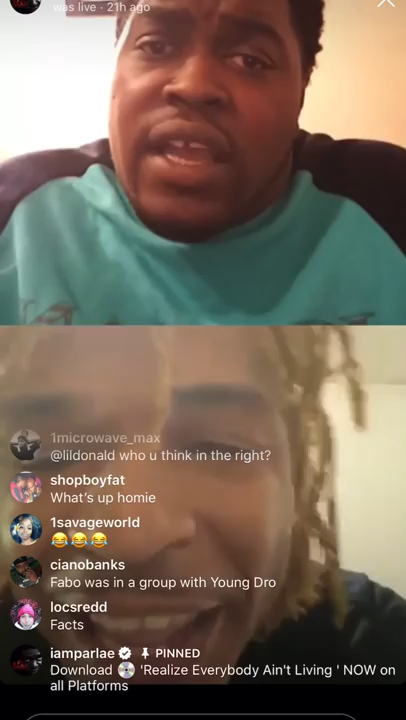 was live · 21h ago
1microwave_max
@lildonald who u think in the right?
shopboyfat
What's up homie
1savageworld
😂😂😂
cianobanks
Fabo was in a group with Young Dro
locsredd
Facts
iamparlae PINNED
Download 💿 'Realize Everybody Ain't Living ' NOW on
all Platforms